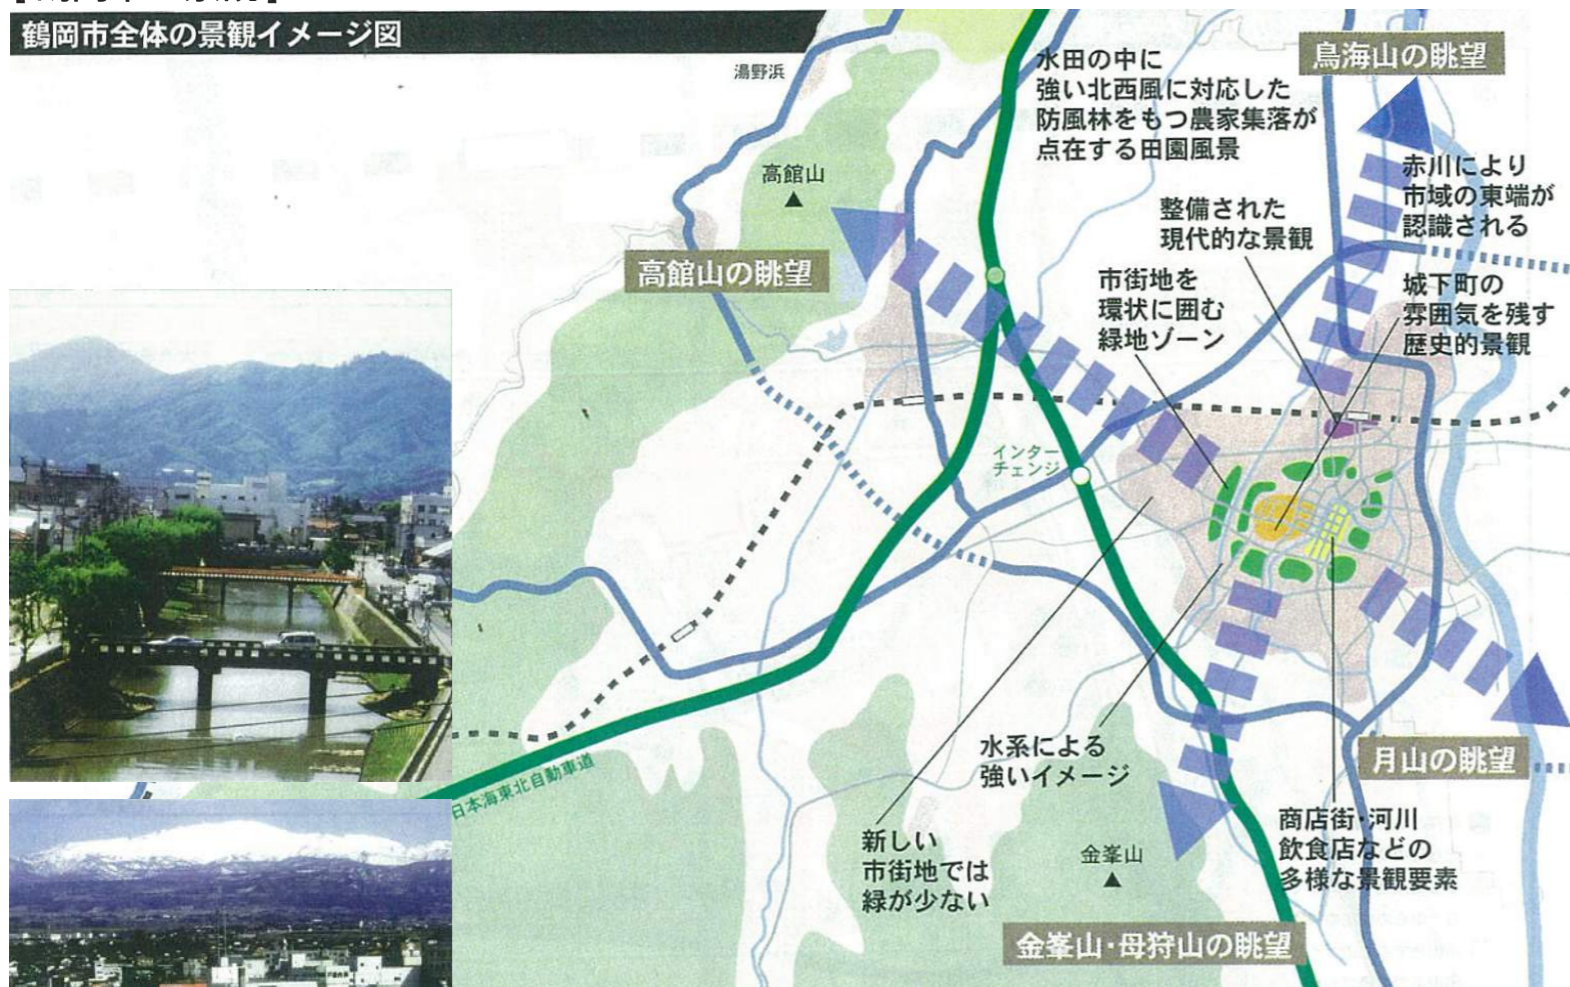 鶴岡市全体の景観イメージ図
湯野浜
高館山
高館山の眺望
水田の中に
強い北西風に対応した
防風林をもつ農家集落が
点在する田園風景
鳥海山の眺望
赤川により
市域の東端が
認識される
整備された
現代的な景観
市街地を
環状に囲む
緑地ゾーン
城下町の
雰囲気を残す
歴史的景観
インター
チェンジ
日本海東北自動車道
水系による
強いイメージ
新しい
市街地では
緑が少ない
金峯山
金峯山・母狩山の眺望
月山の眺望
商店街・河川
飲食店などの
多様な景観要素